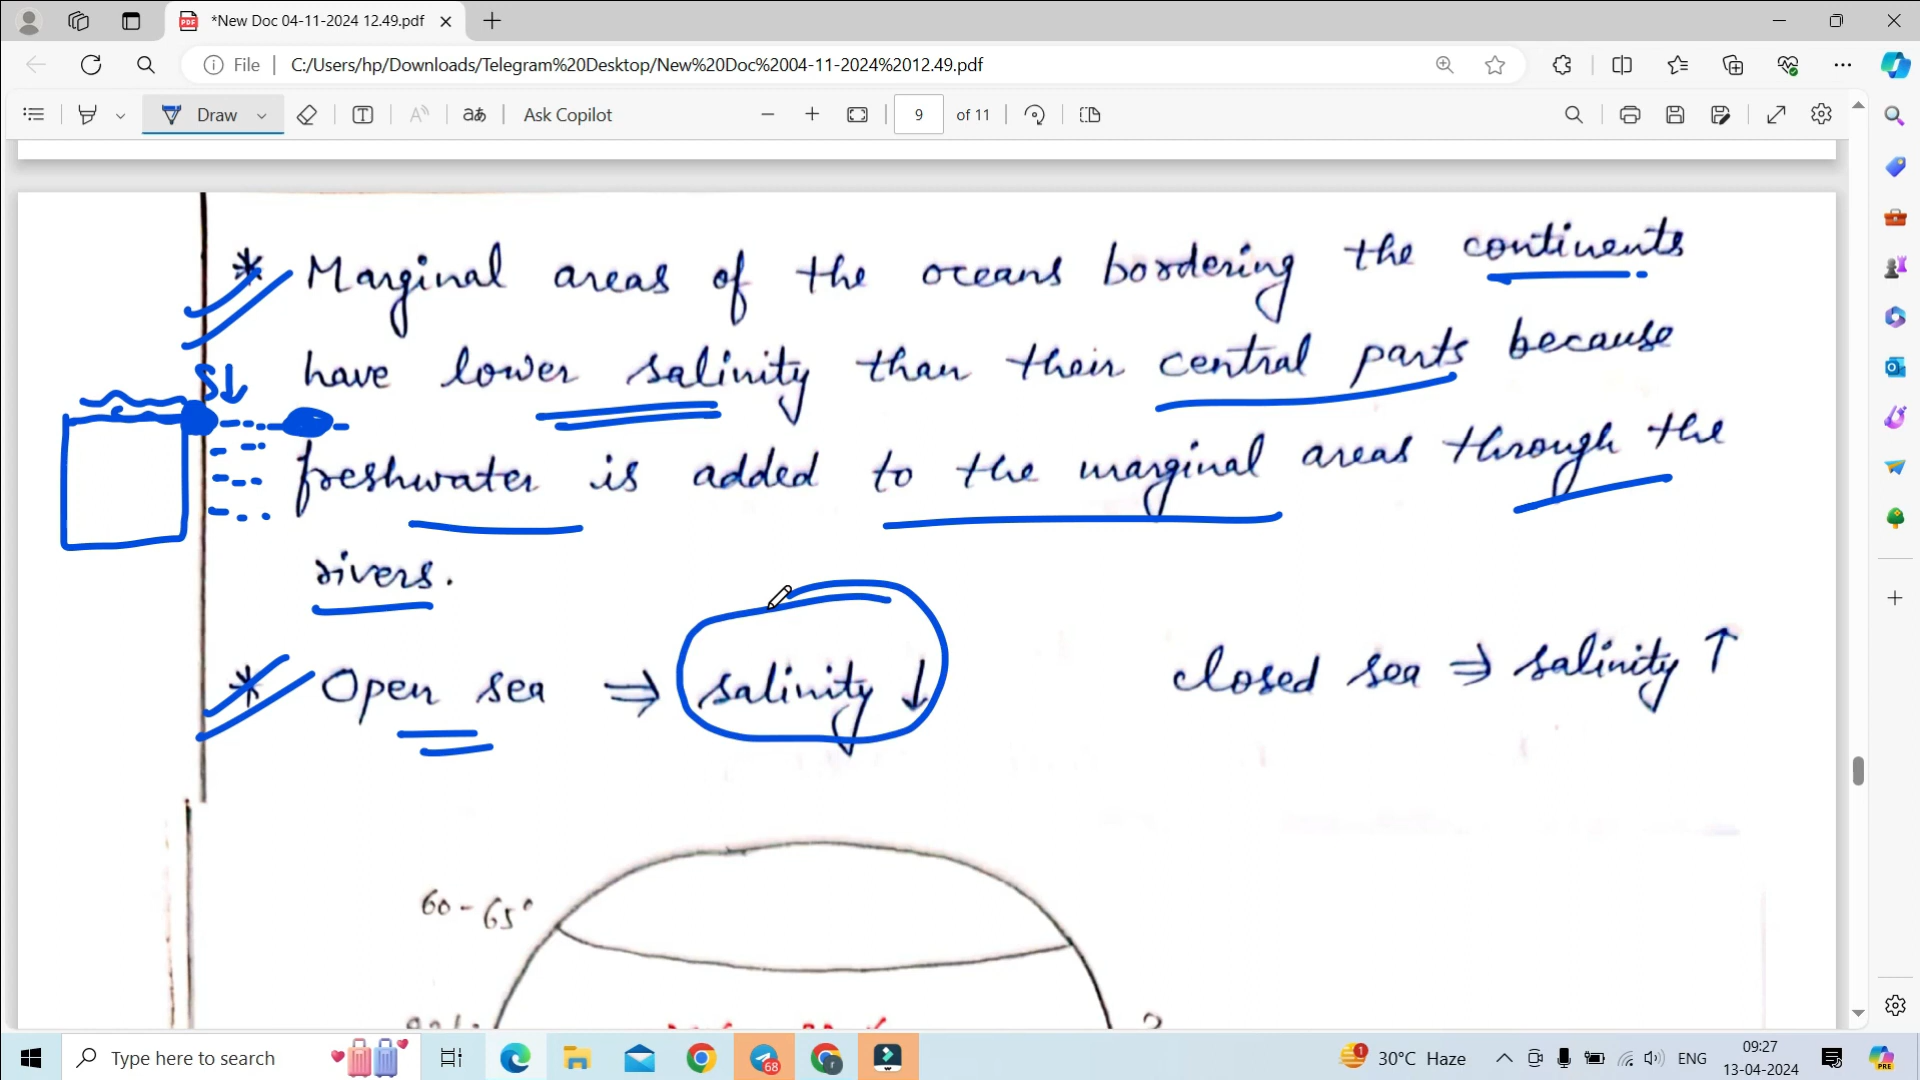 *New Doc 04-11-2024 12.49.pdf
File
C:/Users/hp/Downloads/Telegram%20Desktop/New%20Doc%2004-11-2024%2012.49.pdf
Draw
Ask Copilot
9 of 11
* Marginal areas of the oceans bordering the continents
have lower salinity than their central parts because
S↓
freshwater is added to the marginal areas through the
rivers.
* Open sea ⇒ salinity ↓ closed sea ⇒ salinity ↑
60-65°
Type here to search
68
1
30°C Haze
ENG
09:27
13-04-2024
PRE